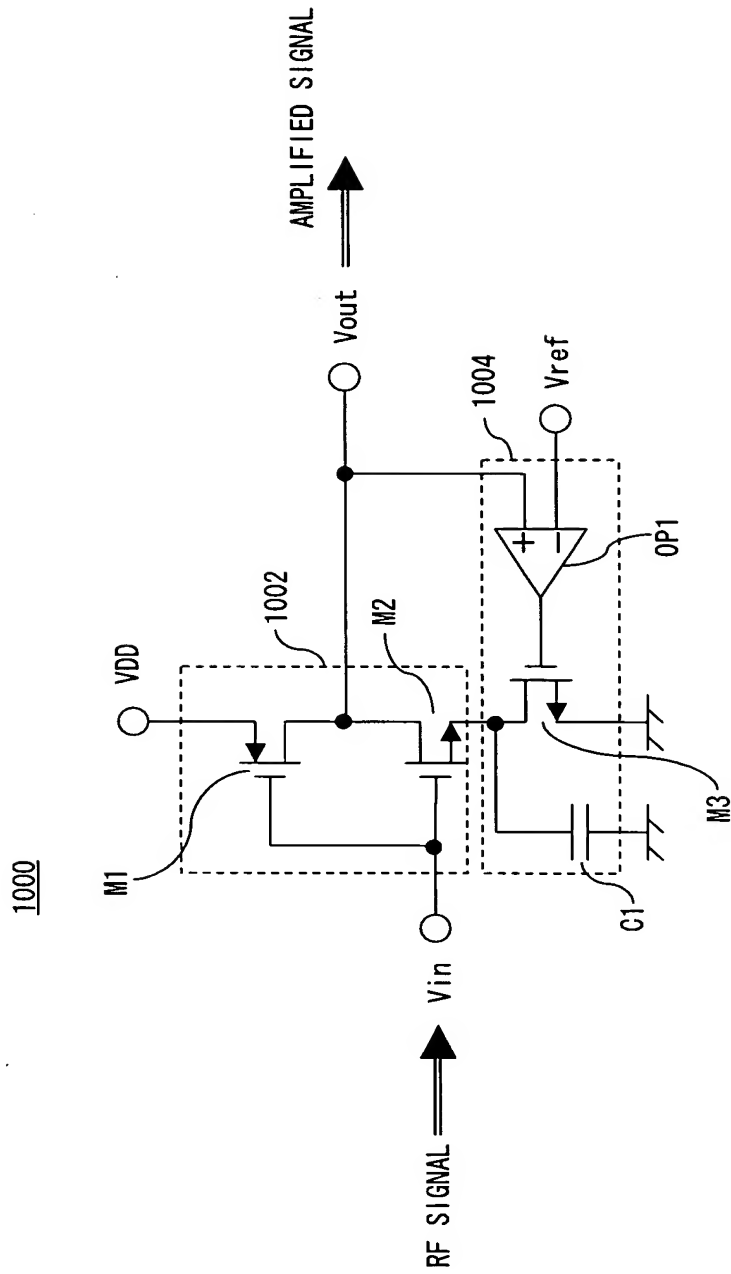 1000
VDD
M1
1002
M2
Vin
RF SIGNAL
Vout
AMPLIFIED SIGNAL
1004
Vref
+
−
OP1
M3
C1